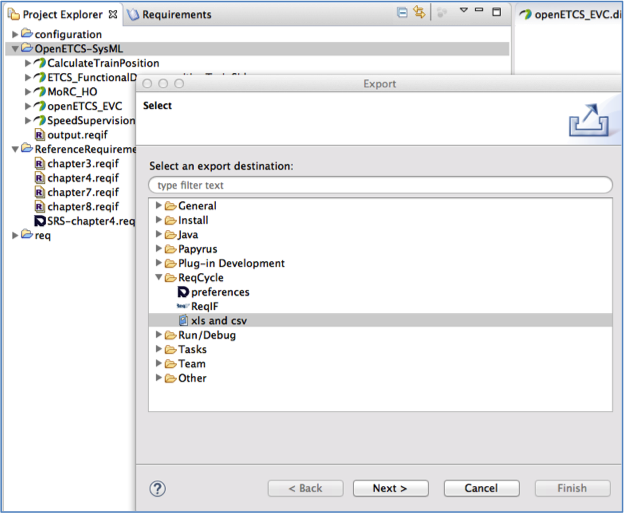 Project Explorer
Requirements
openETCS_EVC.di
configuration
OpenETCS-SysML
CalculateTrainPosition
MoRC_HO
openETCS_EVC
SpeedSupervision
output.reqif
ReferenceRequireme
chapter3.reqif
chapter4.reqif
chapter7.reqif
chapter8.reqif
SRS-chapter4.req
req
Export
Select
Select an export destination:
type filter text
General
Install
Java
Papyrus
Plug-in Development
ReqCycle
preferences
ReqIF
xls and csv
Run/Debug
Tasks
Team
Other
?
< Back
Next >
Cancel
Finish